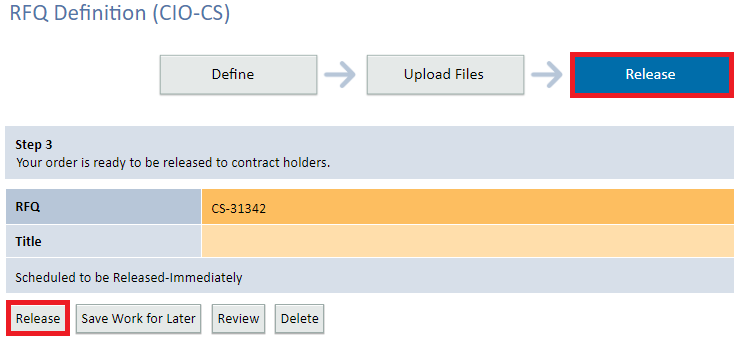 RFQ Definition (CIO-CS)
Define Upload Files Release
Step 3
Your order is ready to be released to contract holders.
RFQ CS-31342
Title
Scheduled to be Released-Immediately
Release Save Work for Later Review Delete